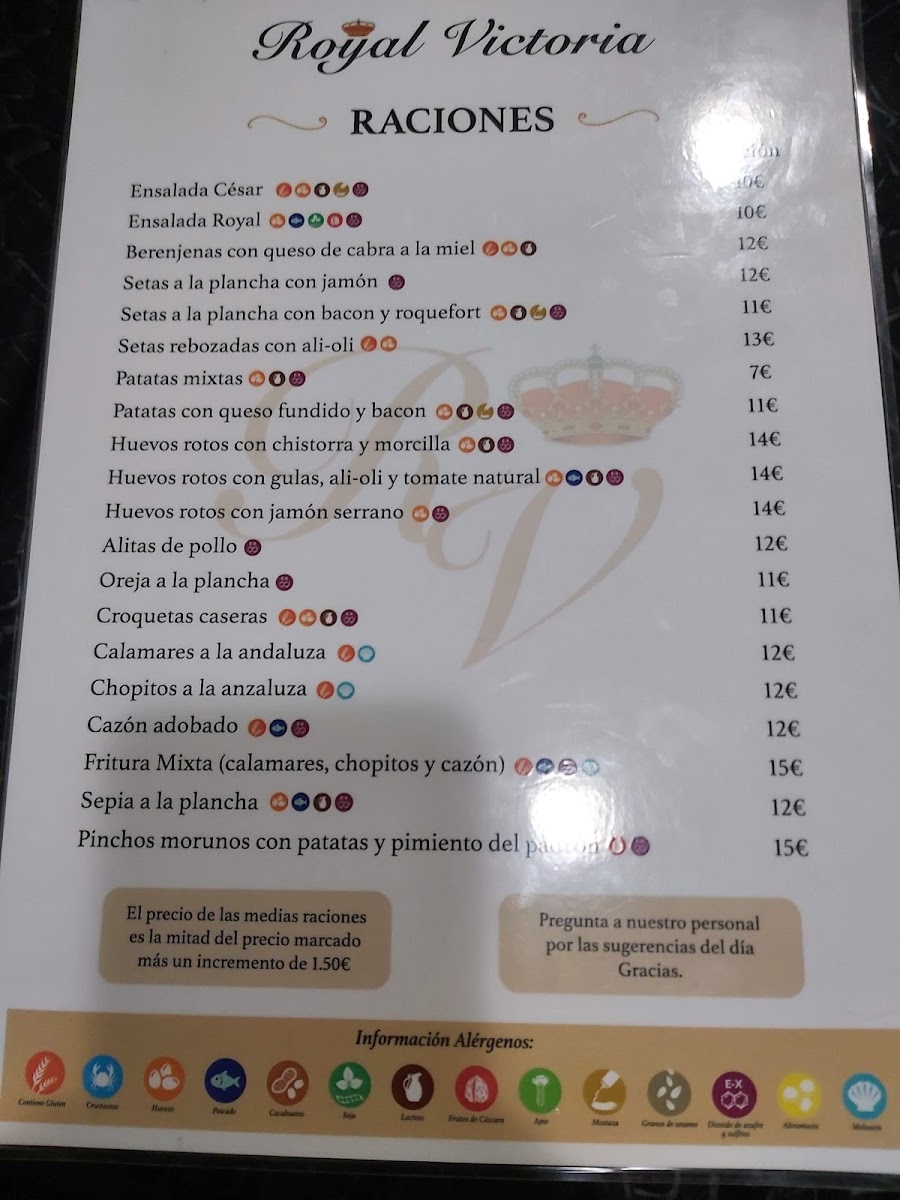 Royal Victoria
RACIONES
Ensalada César 10€
Ensalada Royal 10€
Berenjenas con queso de cabra a la miel 12€
Setas a la plancha con jamón 12€
Setas a la plancha con bacon y roquefort 11€
Setas rebozadas con ali-oli 13€
Patatas mixtas 7€
Patatas con queso fundido y bacon 11€
Huevos rotos con chistorra y morcilla 14€
Huevos rotos con gulas, ali-oli y tomate natural 14€
Huevos rotos con jamón serrano 14€
Alitas de pollo 12€
Oreja a la plancha 11€
Croquetas caseras 11€
Calamares a la andaluza 12€
Chopitos a la anzaluza 12€
Cazón adobado 12€
Fritura Mixta (calamares, chopitos y cazón) 15€
Sepia a la plancha 12€
Pinchos morunos con patatas y pimiento del 15€
RV
El precio de las medias raciones
es la mitad del precio marcado
más un incremento de 1.50€
Pregunta a nuestro personal
por las sugerencias del día
Gracias.
Información Alérgenos:
E-X
Contiene Gluten Crustaceos Huevos Pescado Cacahuetes Soja Lacteos Frutos de Cáscara Apio Mostaza Granos de sesamo Dioxido de azufre y sulfitos Altramuces Moluscos